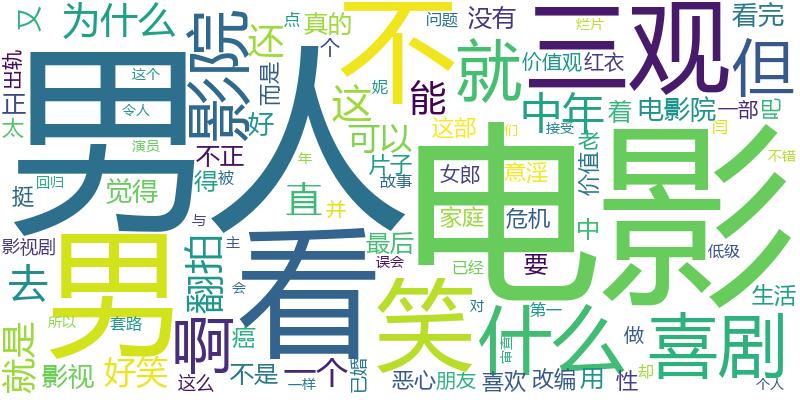 又
为什么
影院
还
真的
个
不
问题
没有
烂片
三观
看完
但
出轨
点
而是
这
能
就
价值观
红衣
正
太
这个
令人
男人
好
中年
着
电影院
一部
吧
演员
不正
可以
这部
接受
们
闫
老
不错
挺
回归
觉得
得
被
年
直
并
片子
故事
女郎
意淫
价值
电影
与
家庭
危机
中
影视剧
男
翻拍
主
看
最后
误会
要
低级
去
会
已经
笑
生活
就是
所以
套路
啊
癌
对
第一
什么
喜剧
影视
好笑
这么
不是
一个
一样
已婚
恶心
朋友
喜欢
改编
用
性
做
却
个人
审查
妮